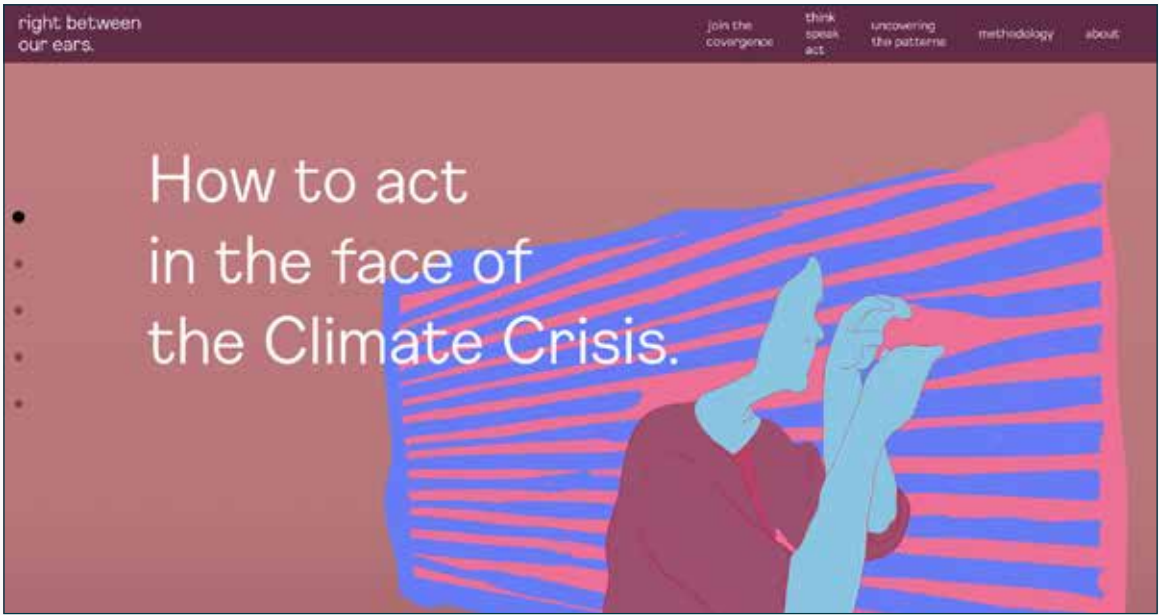 right between
our ears.
join the
covergence
think
speak
act
uncovering
the patterns
methodology
about
How to act
in the face of
the Climate Crisis.